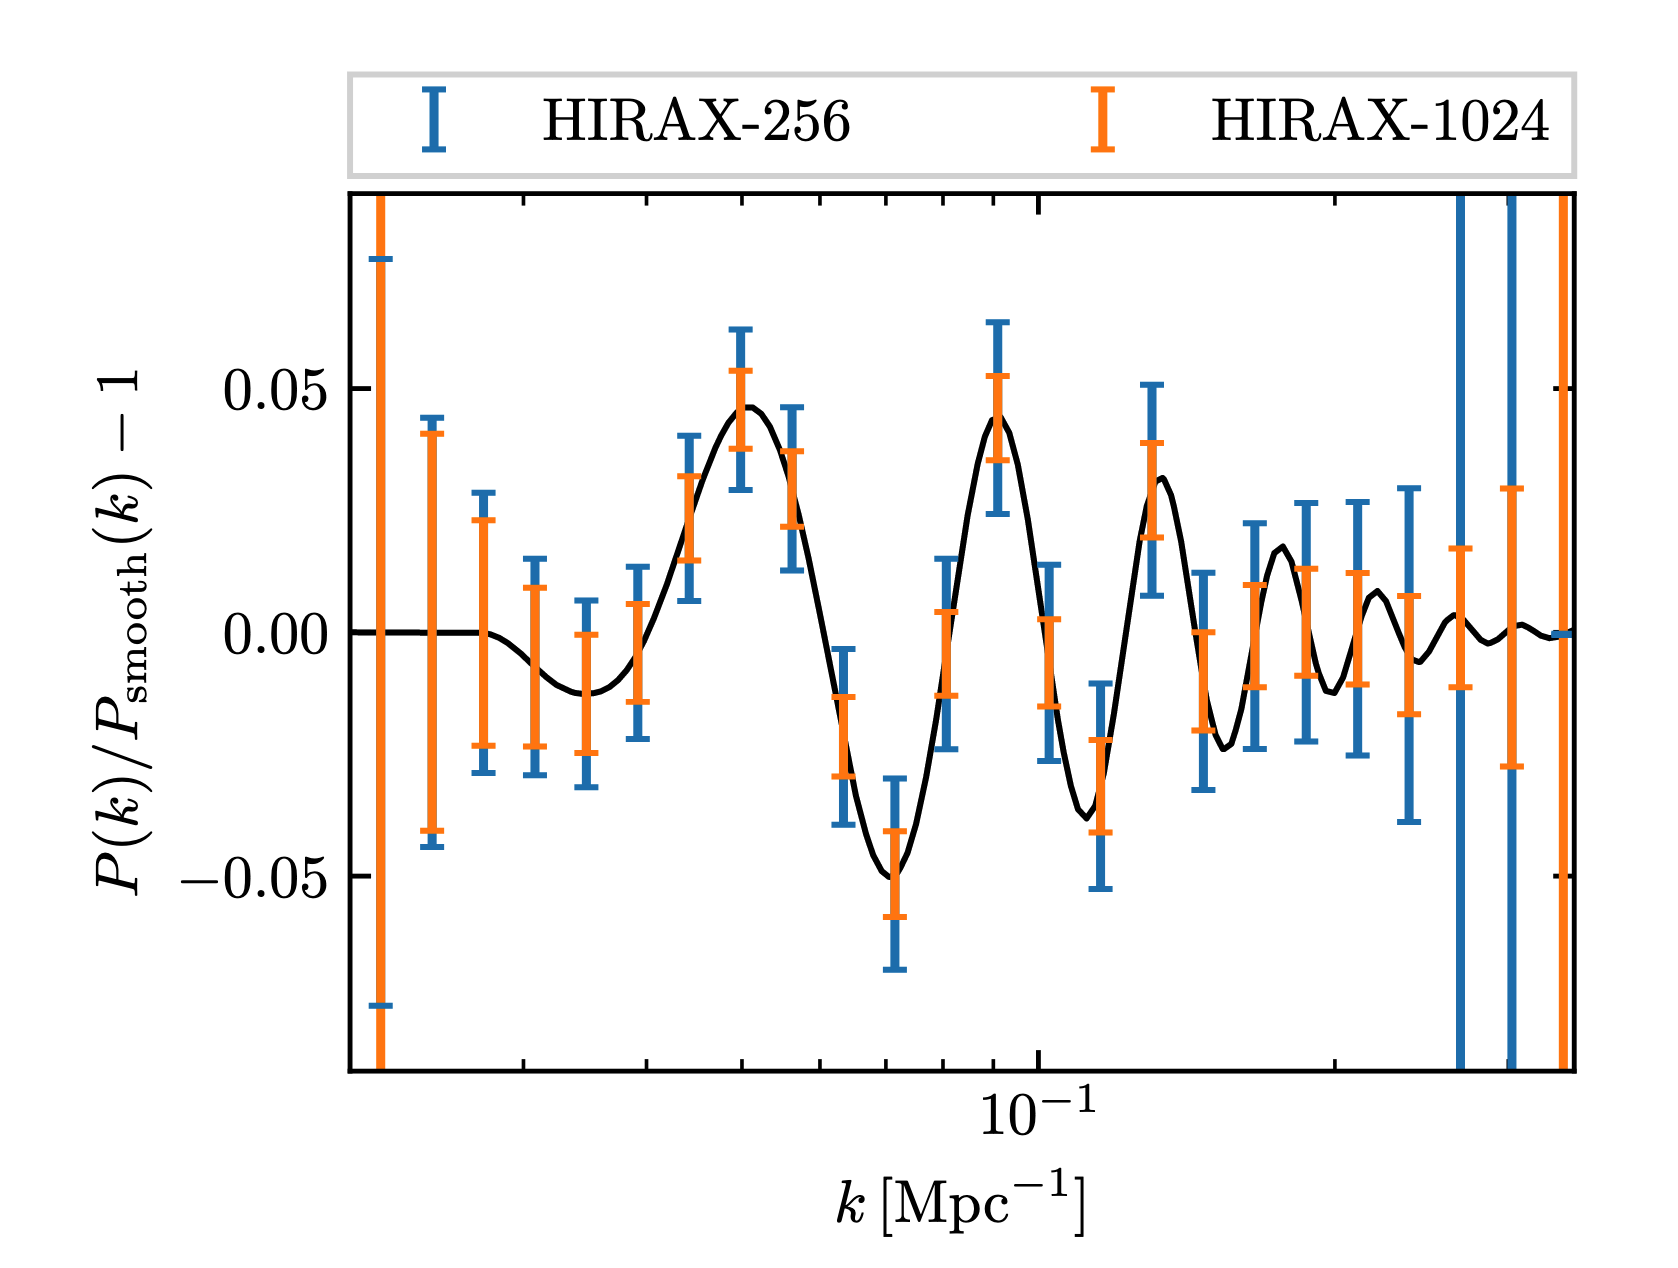 HIRAX-256 HIRAX-1024
P(k)/P_smooth(k) − 1
0.05
0.00
−0.05
10⁻¹
k [Mpc⁻¹]